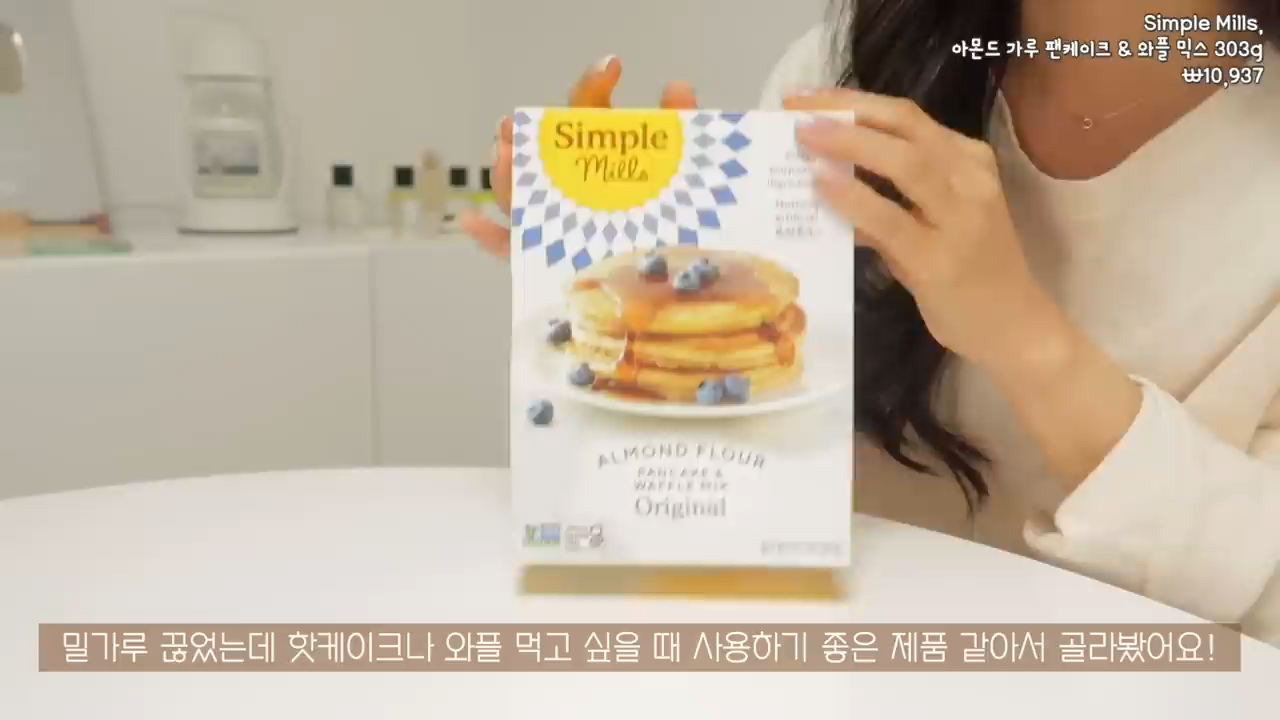 Simple Mills,
아몬드 가루 팬케이크 & 와플 믹스 303g
₩10,937
Simple
Mills
ALMOND FLOUR
PANCAKE &
WAFFLE MIX
Original
밀가루 끊었는데 핫케이크나 와플 먹고 싶을 때 사용하기 좋은 제품 같아서 골라봤어요!